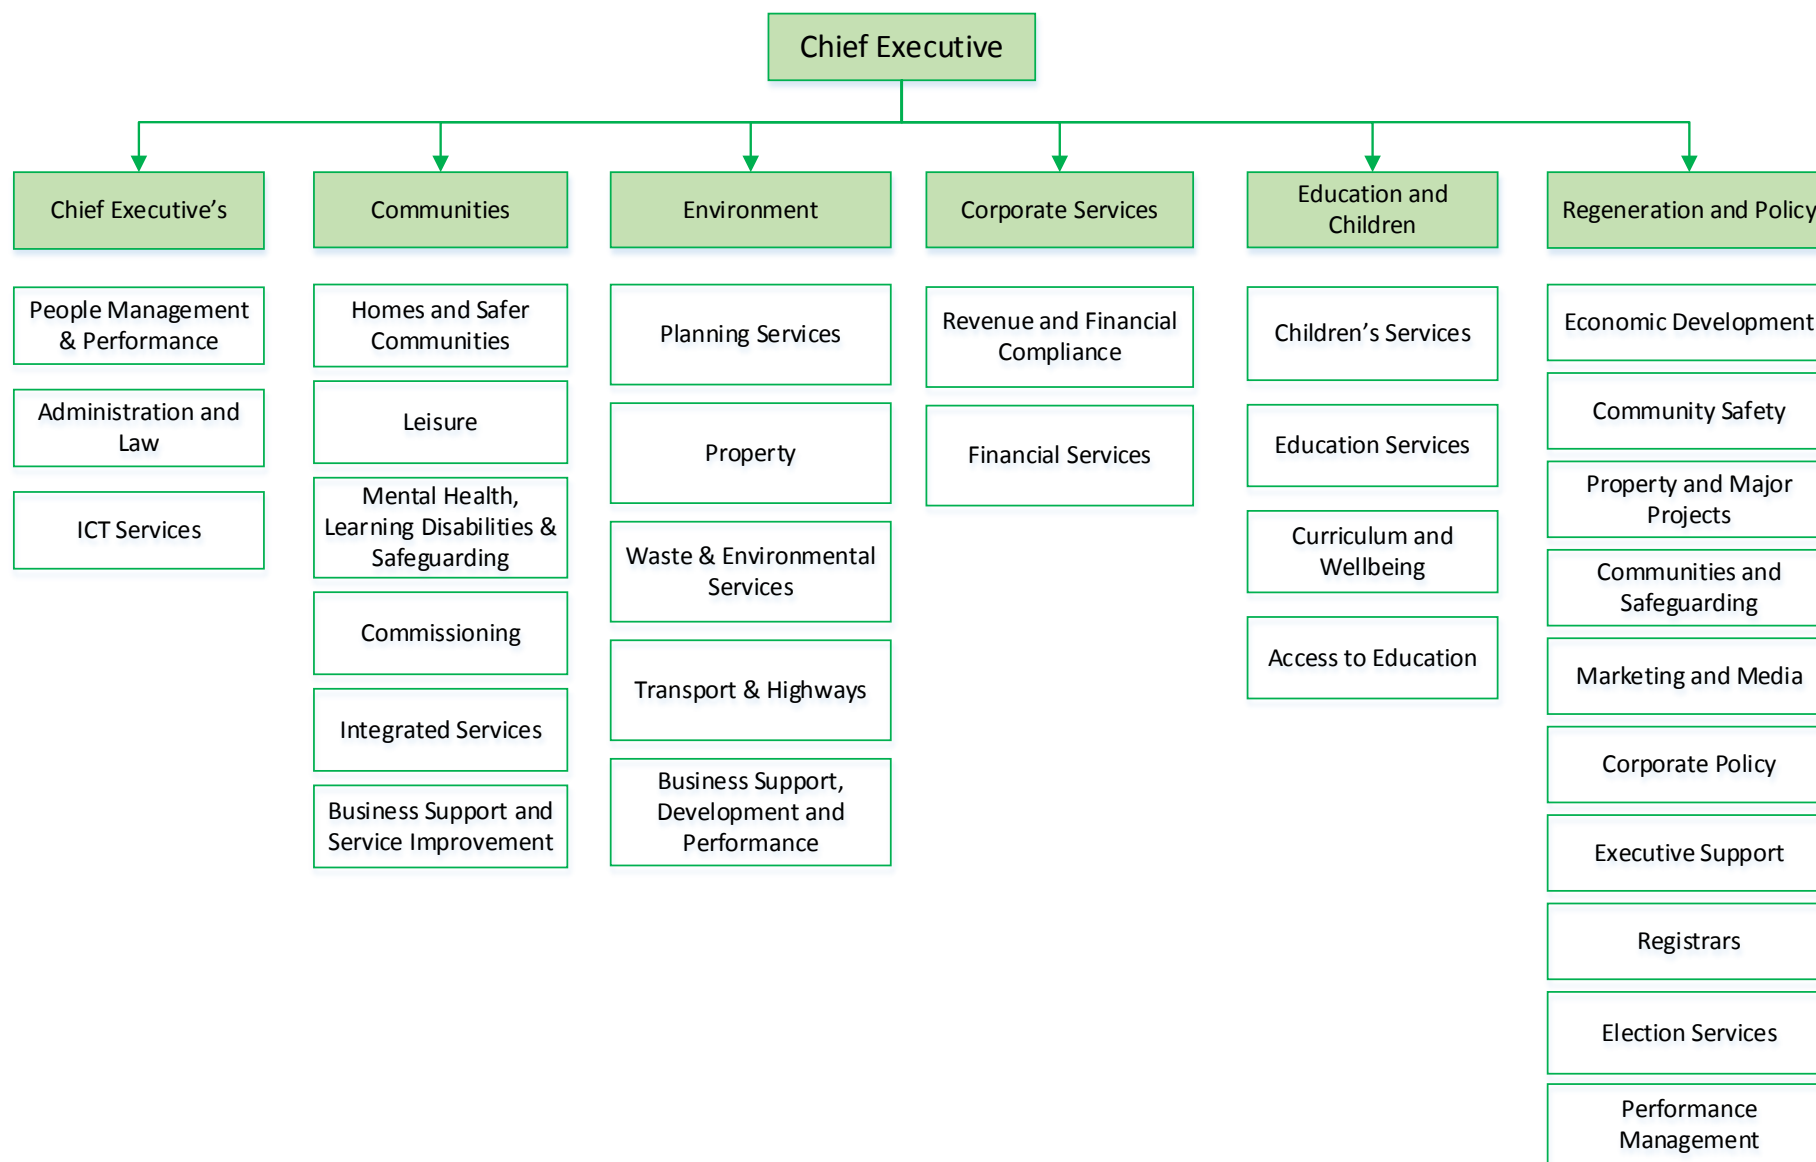 Chief Executive
Chief Executive’s
Communities
Environment
Corporate Services
Education and
Children
Regeneration and Policy
People Management
& Performance
Administration and
Law
ICT Services
Homes and Safer
Communities
Leisure
Mental Health,
Learning Disabilities &
Safeguarding
Commissioning
Integrated Services
Business Support and
Service Improvement
Planning Services
Property
Waste & Environmental
Services
Transport & Highways
Business Support,
Development and
Performance
Revenue and Financial
Compliance
Financial Services
Children’s Services
Education Services
Curriculum and
Wellbeing
Access to Education
Economic Development
Community Safety
Property and Major
Projects
Communities and
Safeguarding
Marketing and Media
Corporate Policy
Executive Support
Registrars
Election Services
Performance
Management